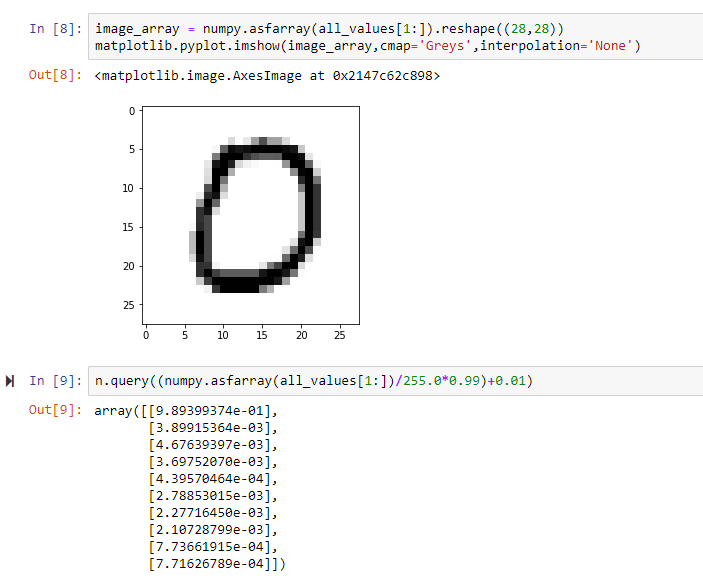 In [8]: image_array = numpy.asfarray(all_values[1:]).reshape((28,28))
matplotlib.pyplot.imshow(image_array,cmap='Greys',interpolation='None')
Out[8]: <matplotlib.image.AxesImage at 0x2147c62c898>
0
5
10
15
20
25
0 5 10 15 20 25
In [9]: n.query((numpy.asfarray(all_values[1:])/255.0*0.99)+0.01)
Out[9]: array([[9.89399374e-01],
[3.89915364e-03],
[4.67639397e-03],
[3.69752070e-03],
[4.39570464e-04],
[2.78853015e-03],
[2.27716450e-03],
[2.10728799e-03],
[7.73661915e-04],
[7.71626789e-04]])